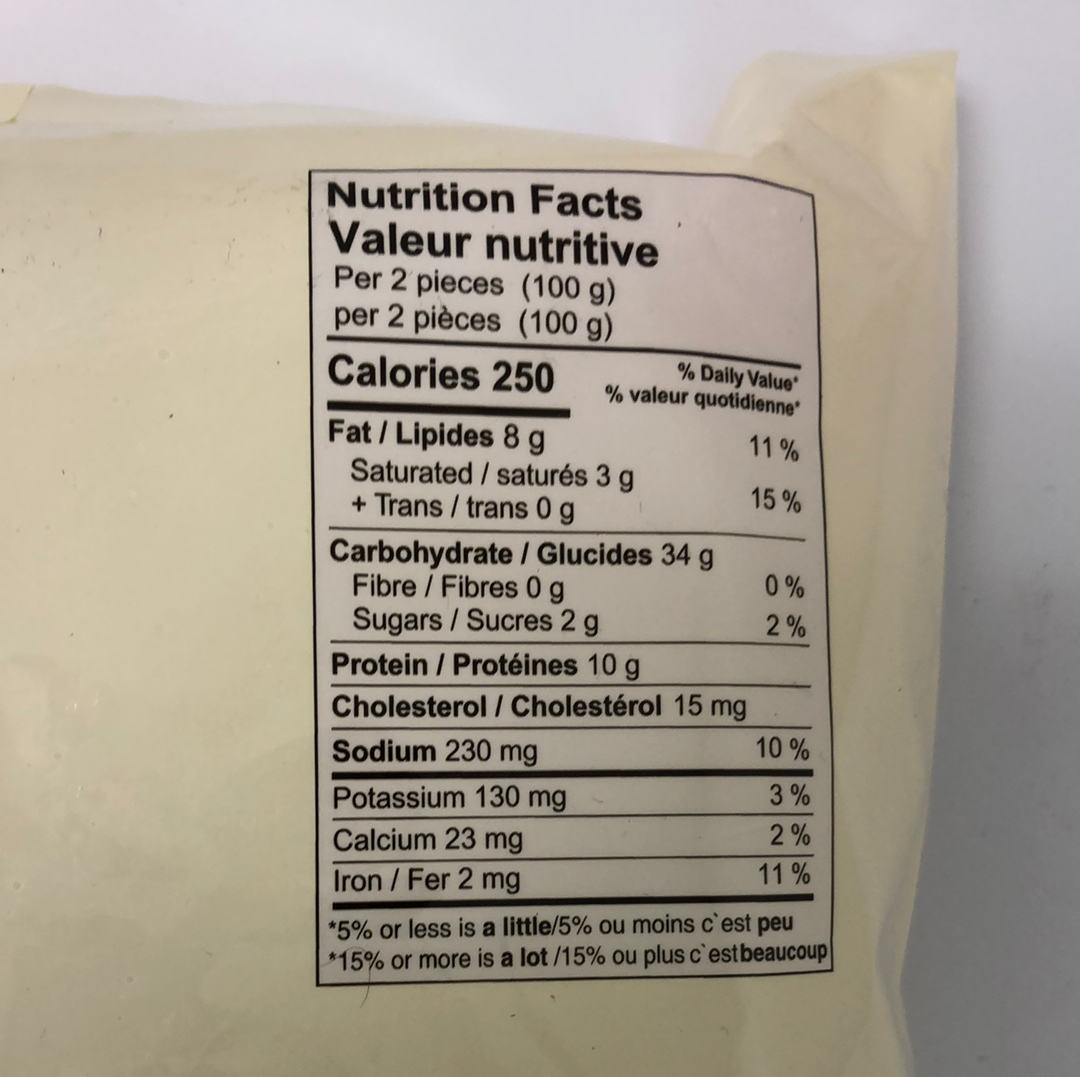 Nutrition Facts
Valeur nutritive
Per 2 pieces (100 g)
per 2 pièces (100 g)
Calories 250
% Daily Value*
% valeur quotidienne*
Fat / Lipides 8 g 11 %
Saturated / saturés 3 g
+ Trans / trans 0 g 15 %
Carbohydrate / Glucides 34 g
Fibre / Fibres 0 g 0 %
Sugars / Sucres 2 g 2 %
Protein / Protéines 10 g
Cholesterol / Cholestérol 15 mg
Sodium 230 mg 10 %
Potassium 130 mg 3 %
Calcium 23 mg 2 %
Iron / Fer 2 mg 11 %
*5% or less is a little/5% ou moins c`est peu
*15% or more is a lot /15% ou plus c`estbeaucoup